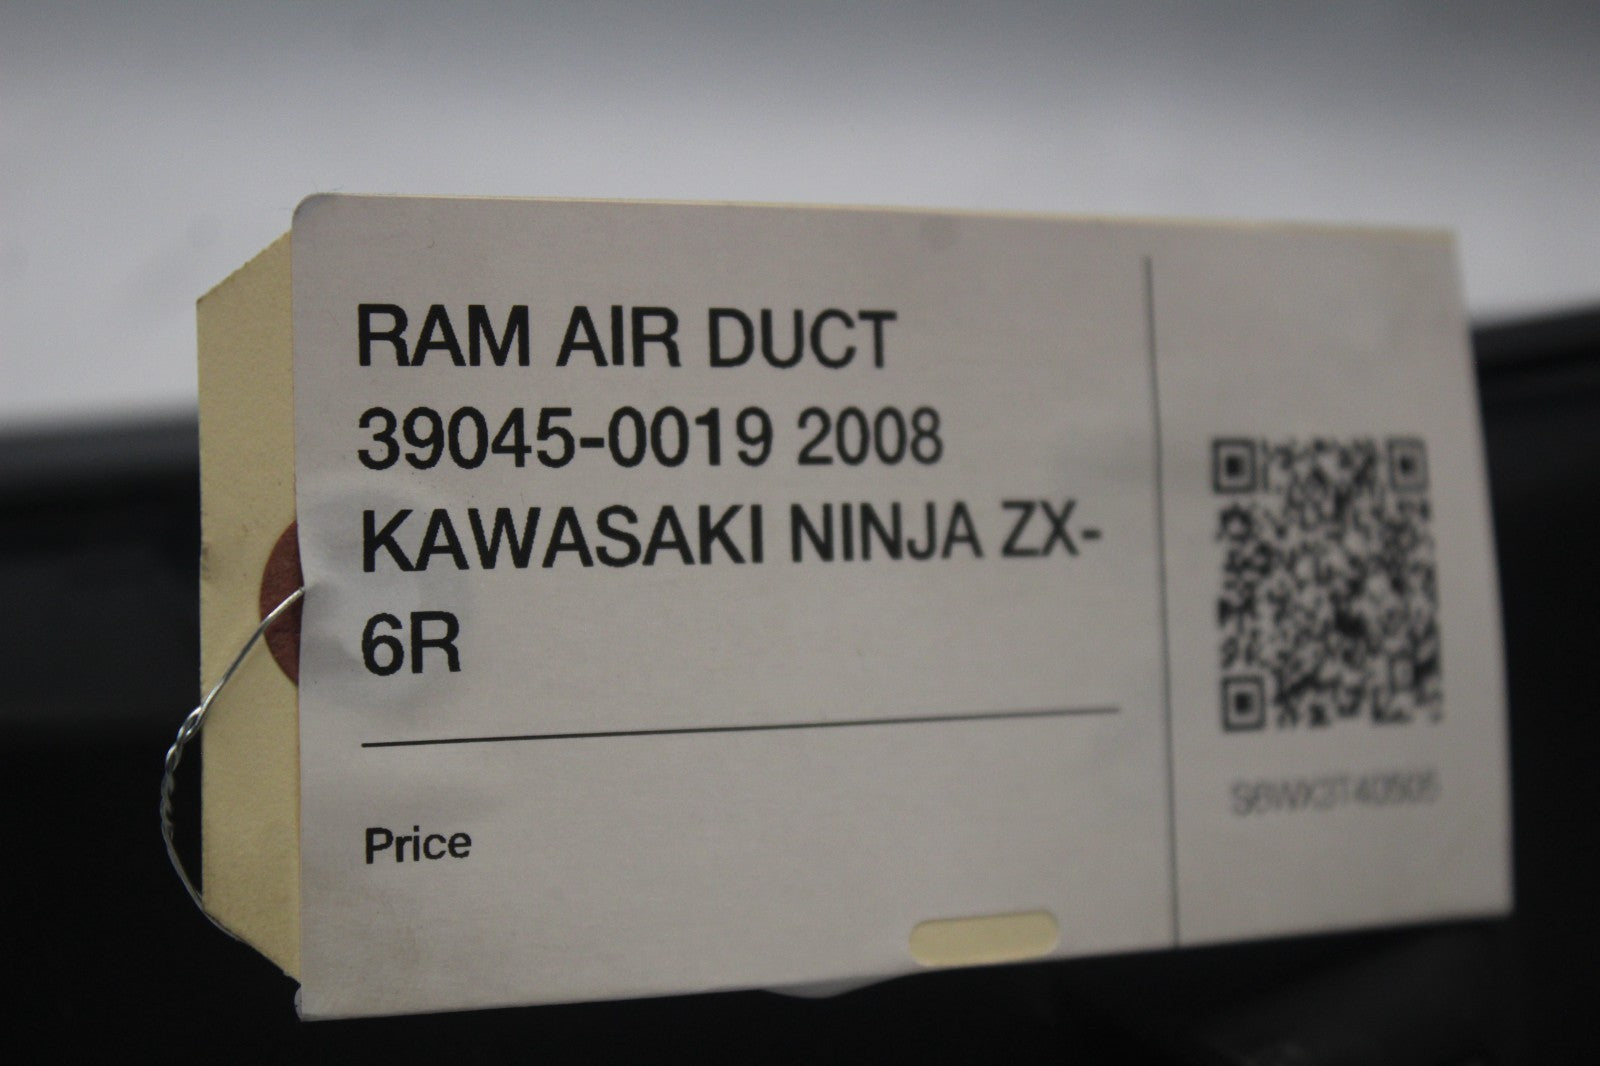 RAM AIR DUCT
39045-0019 2008
KAWASAKI NINJA ZX-
6R
Price